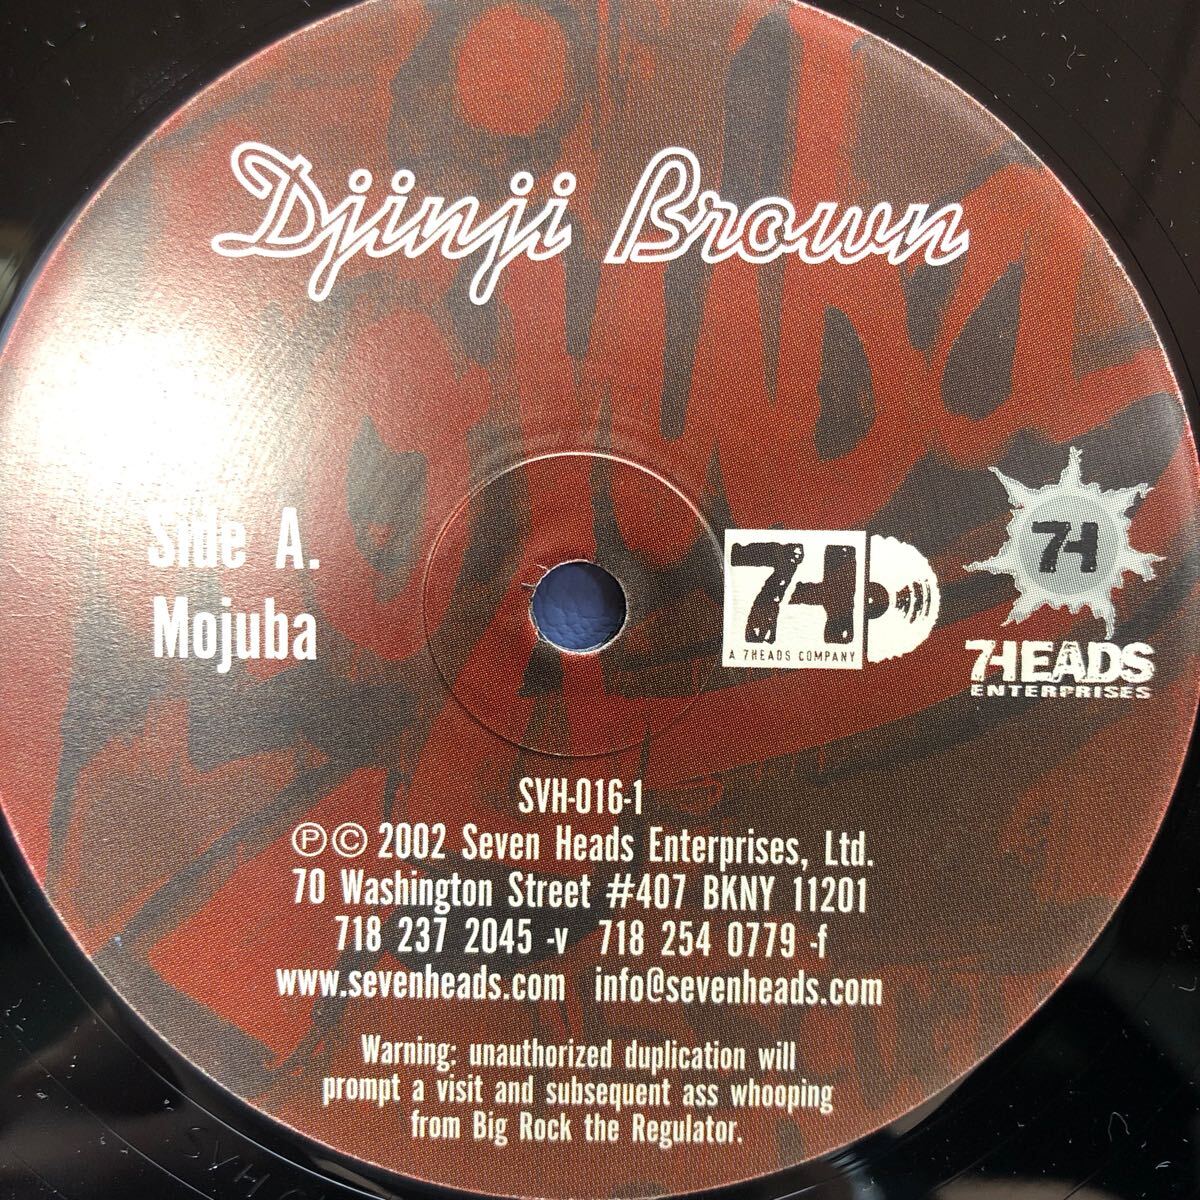 Djinji Brown
Side A.
Mojuba
7H
A 7HEADS COMPANY
7H
7HEADS
ENTERPRISES
SVH-016-1
℗© 2002 Seven Heads Enterprises, Ltd.
70 Washington Street #407 BKNY 11201
718 237 2045 -v 718 254 0779 -f
www.sevenheads.com info@sevenheads.com
Warning: unauthorized duplication will
prompt a visit and subsequent ass whooping
from Big Rock the Regulator.